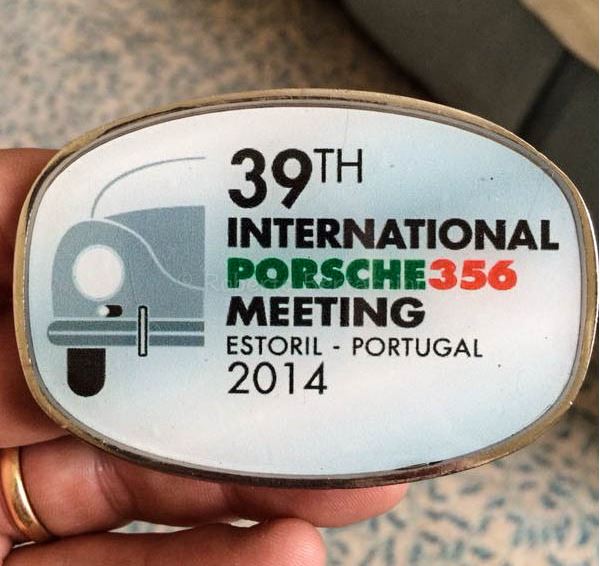 39TH
INTERNATIONAL
PORSCHE356
MEETING
ESTORIL - PORTUGAL
2014